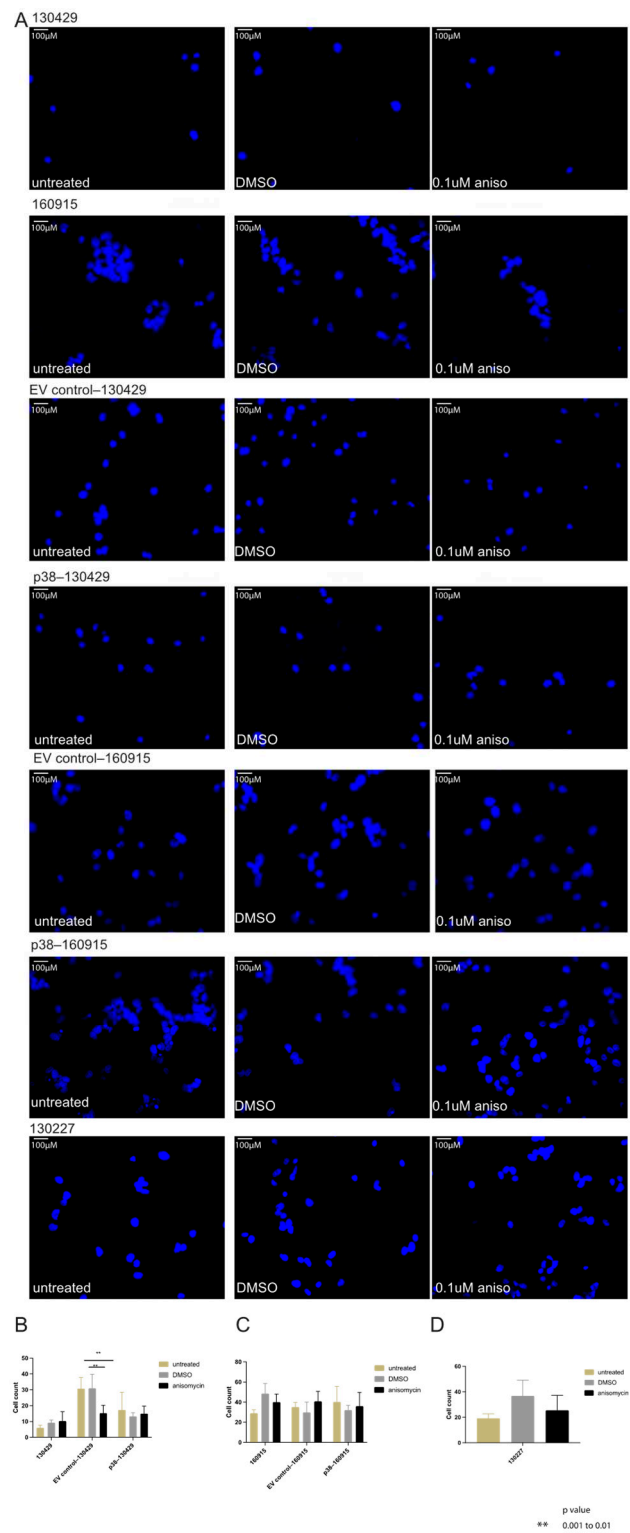 A
130429
100µM
100µM
100µM
untreated
DMSO
0.1uM aniso
160915
100µM
100µM
100µM
untreated
DMSO
0.1uM aniso
EV control–130429
100µM
100µM
100µM
untreated
DMSO
0.1uM aniso
p38–130429
100µM
100µM
100µM
untreated
DMSO
0.1uM aniso
EV control–160915
100µM
100µM
100µM
untreated
DMSO
0.1uM aniso
p38–160915
100µM
100µM
100µM
untreated
DMSO
0.1uM aniso
130227
100µM
100µM
100µM
untreated
DMSO
0.1uM aniso
B
Cell count
50
40
30
20
10
0
**
**
130429
EV control–130429
p38–130429
untreated
DMSO
anisomycin
C
Cell count
80
60
40
20
0
160915
EV control–160915
p38–160915
untreated
DMSO
anisomycin
D
Cell count
60
40
20
0
130227
untreated
DMSO
anisomycin
p value
** 0.001 to 0.01